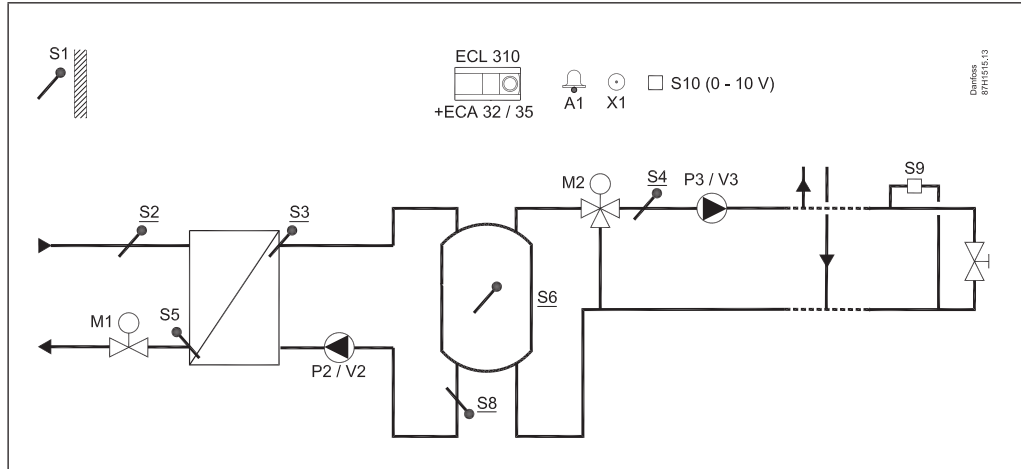 S1
ECL 310
+ECA 32 / 35
A1
X1
S10 (0 - 10 V)
Danfoss
87H1515.13
S2
S3
M1
S5
P2 / V2
S6
S8
M2
S4
P3 / V3
S9